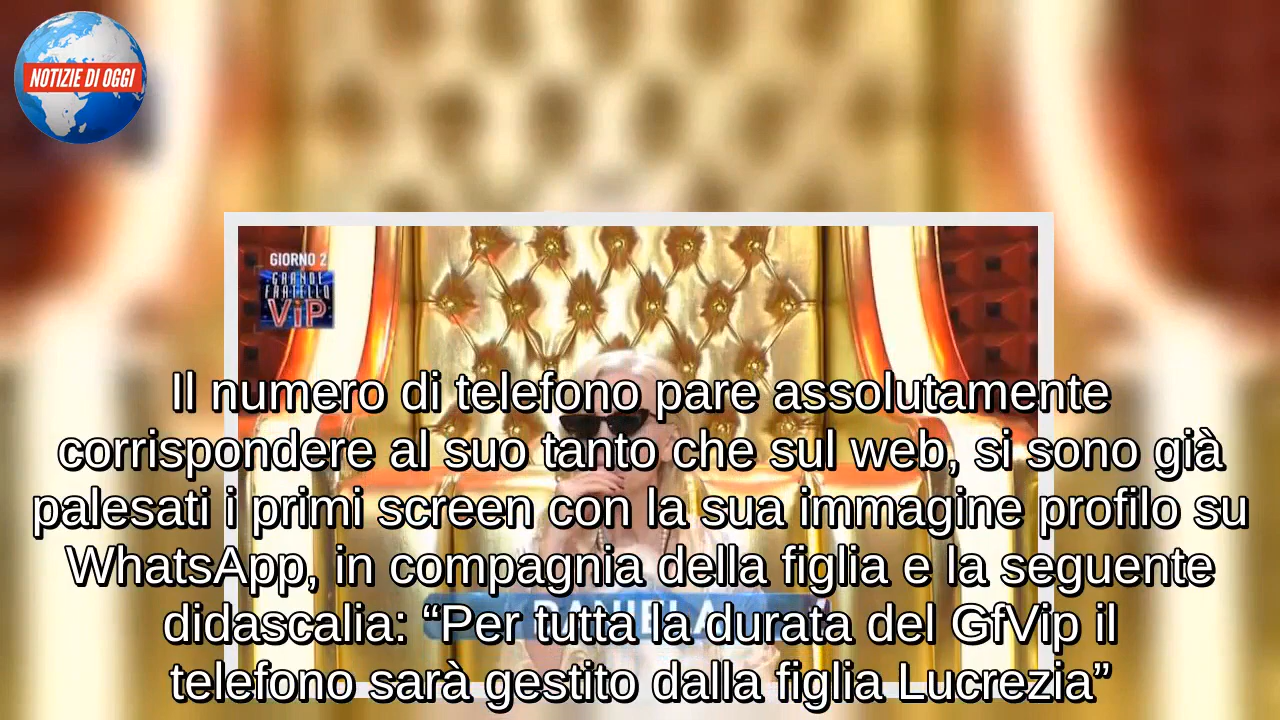 NOTIZIE DI OGGI
GIORNO 2
GRANDE
FRATELLO
ViP
Il numero di telefono pare assolutamente
corrispondere al suo tanto che sul web, si sono già
palesati i primi screen con la sua immagine profilo su
WhatsApp, in compagnia della figlia e la seguente
didascalia: “Per tutta la durata del GfVip il
telefono sarà gestito dalla figlia Lucrezia”